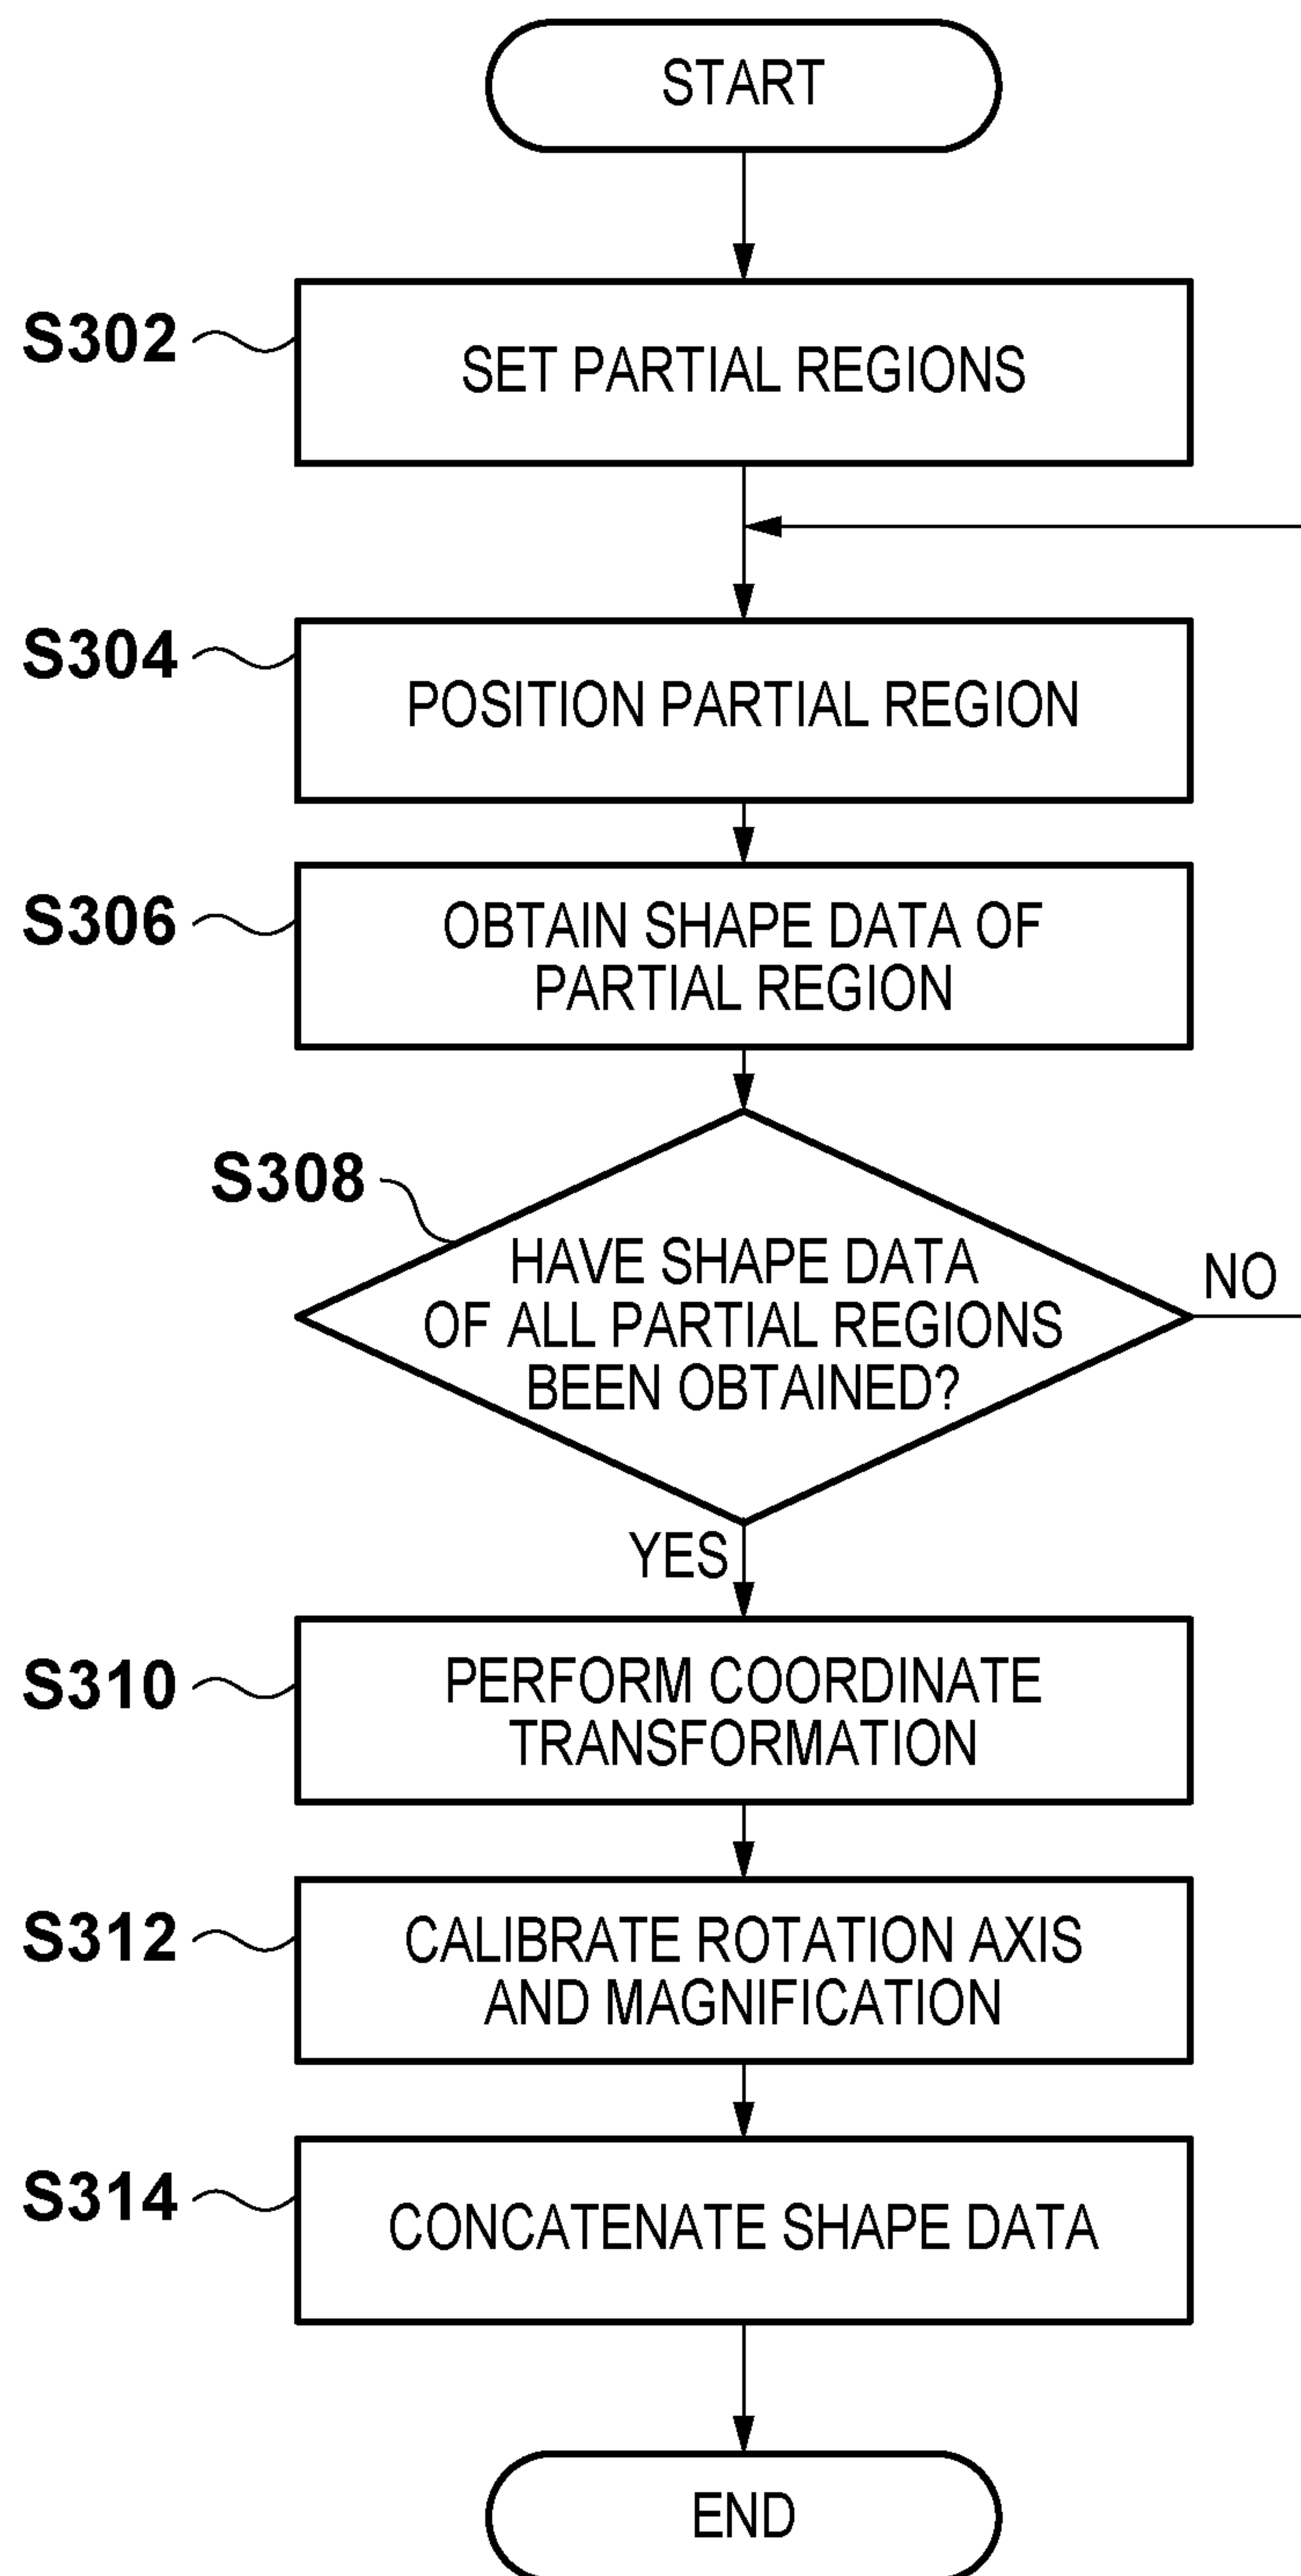 START
S302
SET PARTIAL REGIONS
S304
POSITION PARTIAL REGION
S306
OBTAIN SHAPE DATA OF
PARTIAL REGION
S308
HAVE SHAPE DATA
OF ALL PARTIAL REGIONS
BEEN OBTAINED?
NO
YES
S310
PERFORM COORDINATE
TRANSFORMATION
S312
CALIBRATE ROTATION AXIS
AND MAGNIFICATION
S314
CONCATENATE SHAPE DATA
END